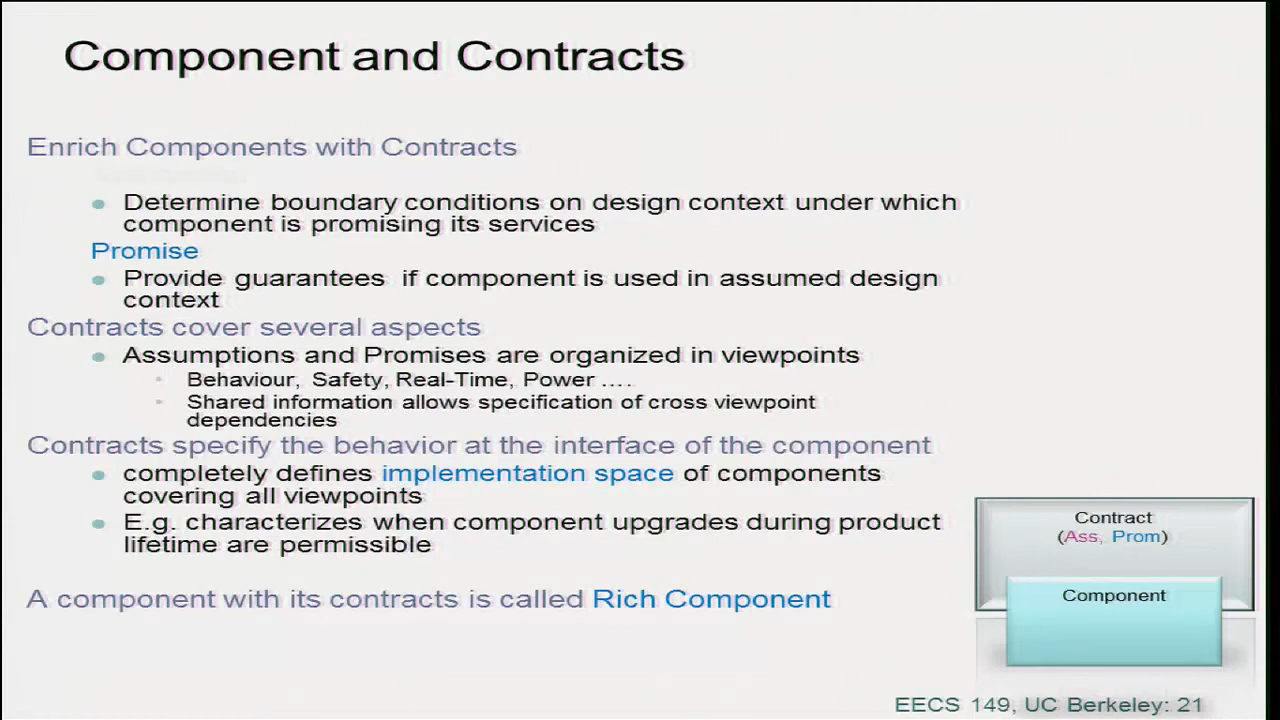 Component and Contracts
Enrich Components with Contracts
Determine boundary conditions on design context under which
component is promising its services
Promise
Provide guarantees if component is used in assumed design
context
Contracts cover several aspects
Assumptions and Promises are organized in viewpoints
Behaviour, Safety, Real-Time, Power ….
Shared information allows specification of cross viewpoint
dependencies
Contracts specify the behavior at the interface of the component
completely defines implementation space of components
covering all viewpoints
E.g. characterizes when component upgrades during product
lifetime are permissible
A component with its contracts is called Rich Component
Contract
(Ass, Prom)
Component
EECS 149, UC Berkeley: 21